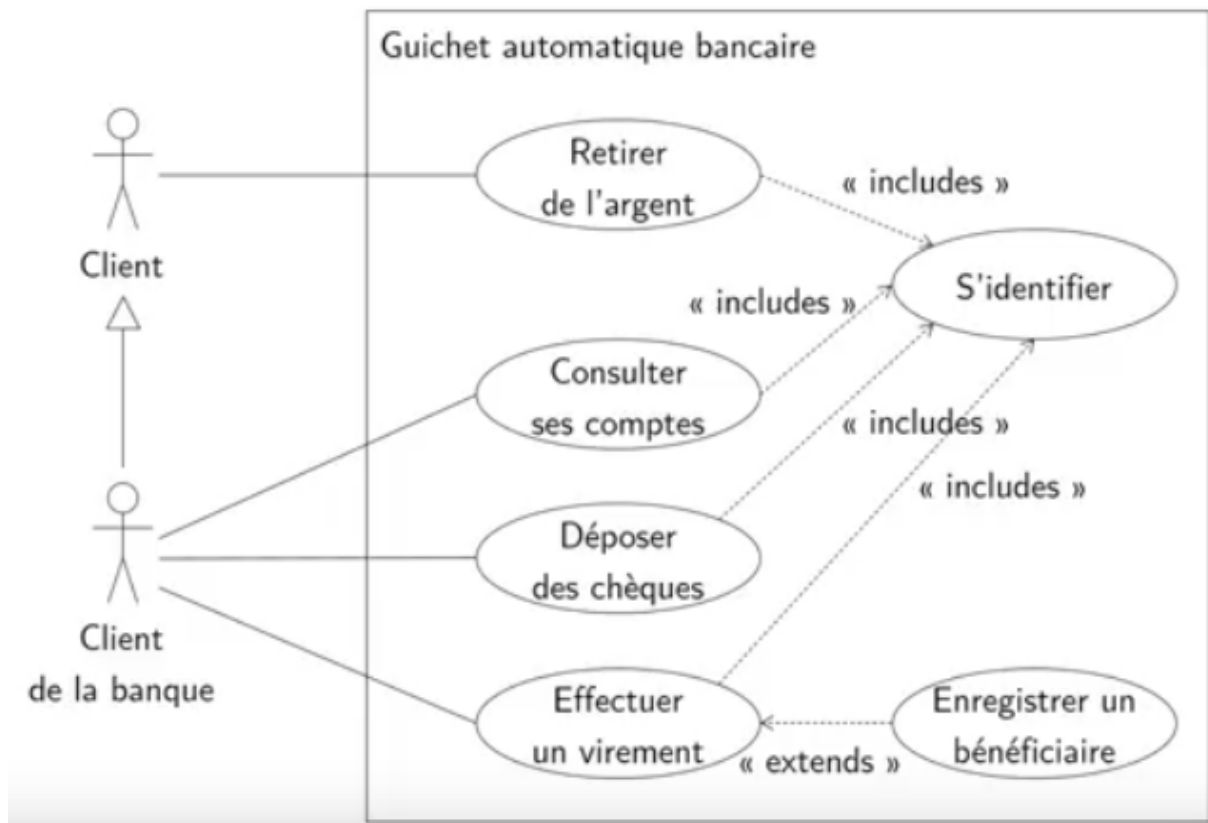 Guichet automatique bancaire
Retirer
de l'argent
« includes »
Client
S'identifier
« includes »
Consulter
ses comptes
« includes »
« includes »
Déposer
des chèques
Client
de la banque
Effectuer
un virement
« extends »
Enregistrer un
bénéficiaire